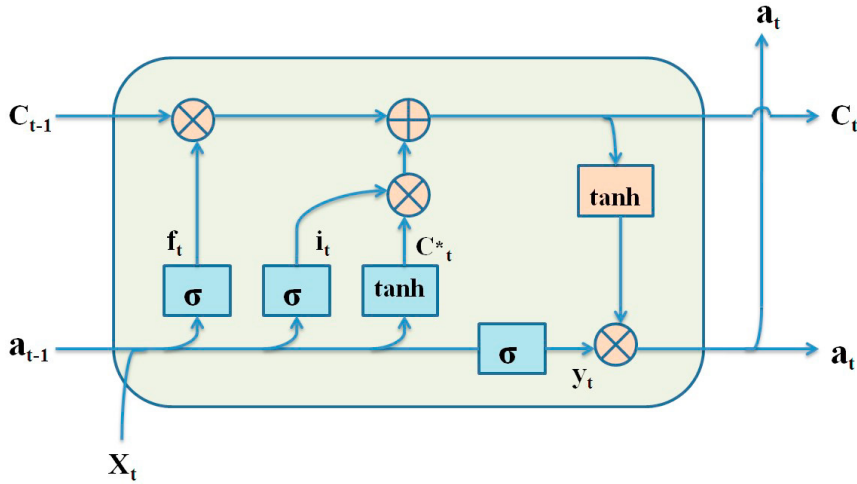 aₜ
Cₜ₋₁
Cₜ
tanh
fₜ
iₜ
C*ₜ
σ
σ
tanh
aₜ₋₁
σ
yₜ
aₜ
Xₜ